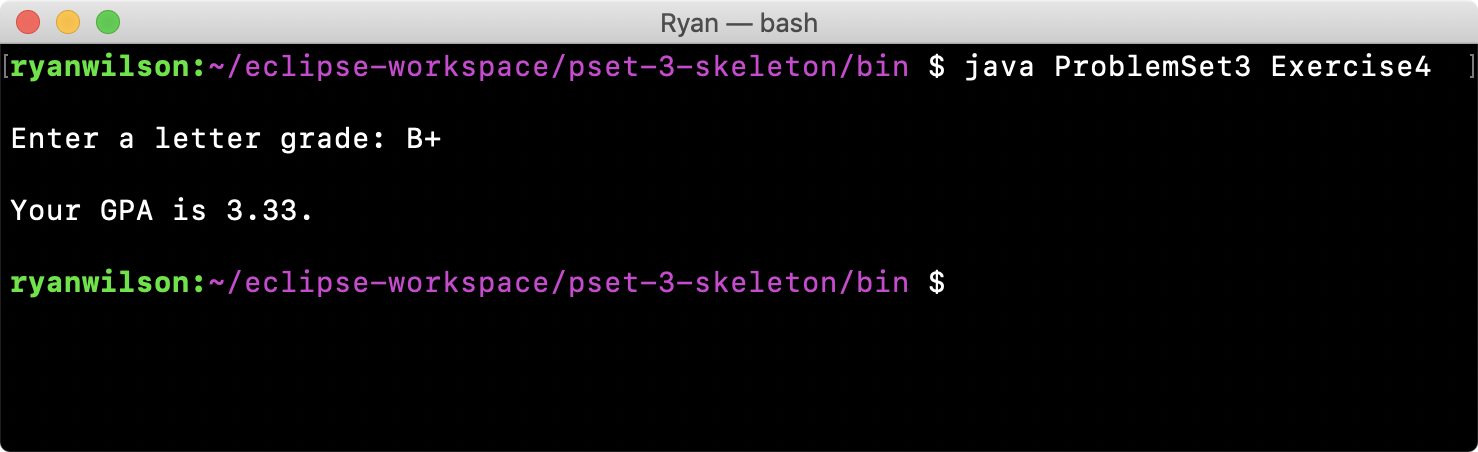 Ryan — bash
[ryanwilson:~/eclipse-workspace/pset-3-skeleton/bin $ java ProblemSet3 Exercise4 ]
Enter a letter grade: B+
Your GPA is 3.33.
ryanwilson:~/eclipse-workspace/pset-3-skeleton/bin $